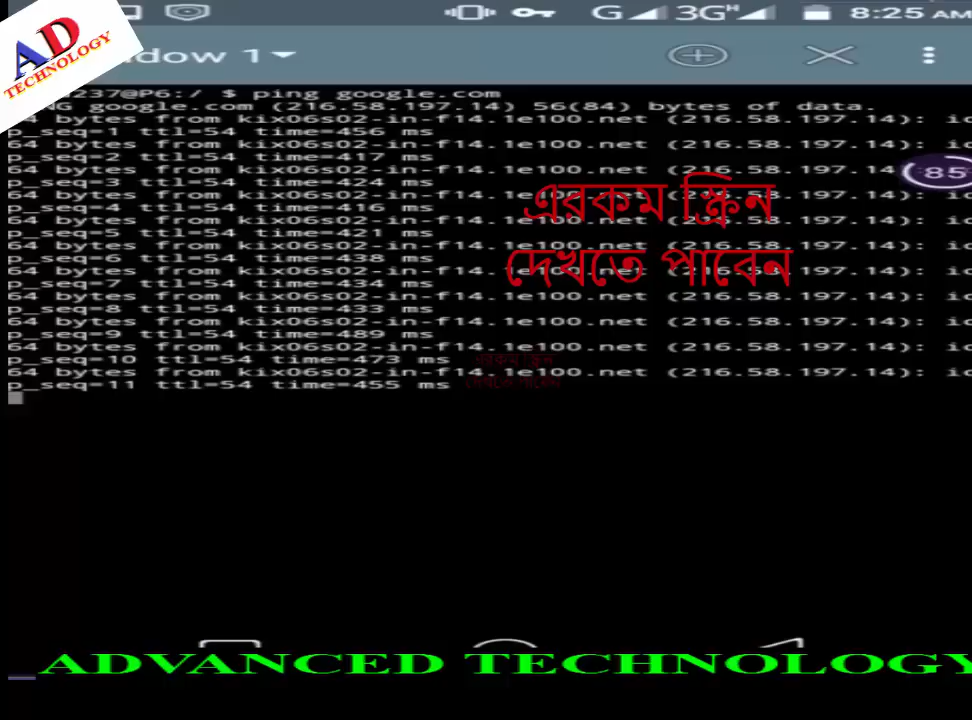 AD
TECHNOLOGY
G 3G H 8:25 AM
dow 1
237@P6:/ $ ping google.com
NG google.com (216.58.197.14) 56(84) bytes of data.
64 bytes from kix06s02-in-f14.1e100.net (216.58.197.14): ic
p_seq=1 ttl=54 time=456 ms
64 bytes from kix06s02-in-f14.1e100.net (216.58.197.14): ic
p_seq=2 ttl=54 time=417 ms
64 bytes from kix06s02-in-f14.1e100.net (216.58.197.14
p_seq=3 ttl=54 time=424 ms
85
64 bytes from kix06s02-in-f14.1e100.net (216.58.197.14): ic
p_seq=4 ttl=54 time=416 ms
64 bytes from kix06s02-in-f14.1e100.net (216.58.197.14): ic
p_seq=5 ttl=54 time=421 ms
64 bytes from kix06s02-in-f14.1e100.net (216.58.197.14): ic
p_seq=6 ttl=54 time=438 ms
64 bytes from kix06s02-in-f14.1e100.net (216.58.197.14): ic
p_seq=7 ttl=54 ms
64 bytes from kix06s02-in-f14.1e100.net (216.58.197.14): ic
p_seq=8 ttl=54 time=433 ms
64 bytes from kix06s02-in-f14.1e100.net (216.58.197.14): ic
p_seq=9 ttl=54 time=489 ms
64 bytes from kix06s02-in-f14.1e100.net (216.58.197.14): ic
p_seq=10 ttl=54 time=473 ms
64 bytes from kix06s02-in-f14.1e100.net (216.58.197.14): ic
p_seq=11 ttl=54 time=455 ms
এরকম স্ক্রিন
দেখতে পাবেন
এরকম স্ক্রিন
দেখতে পাবেন
ADVANCED TECHNOLOGY